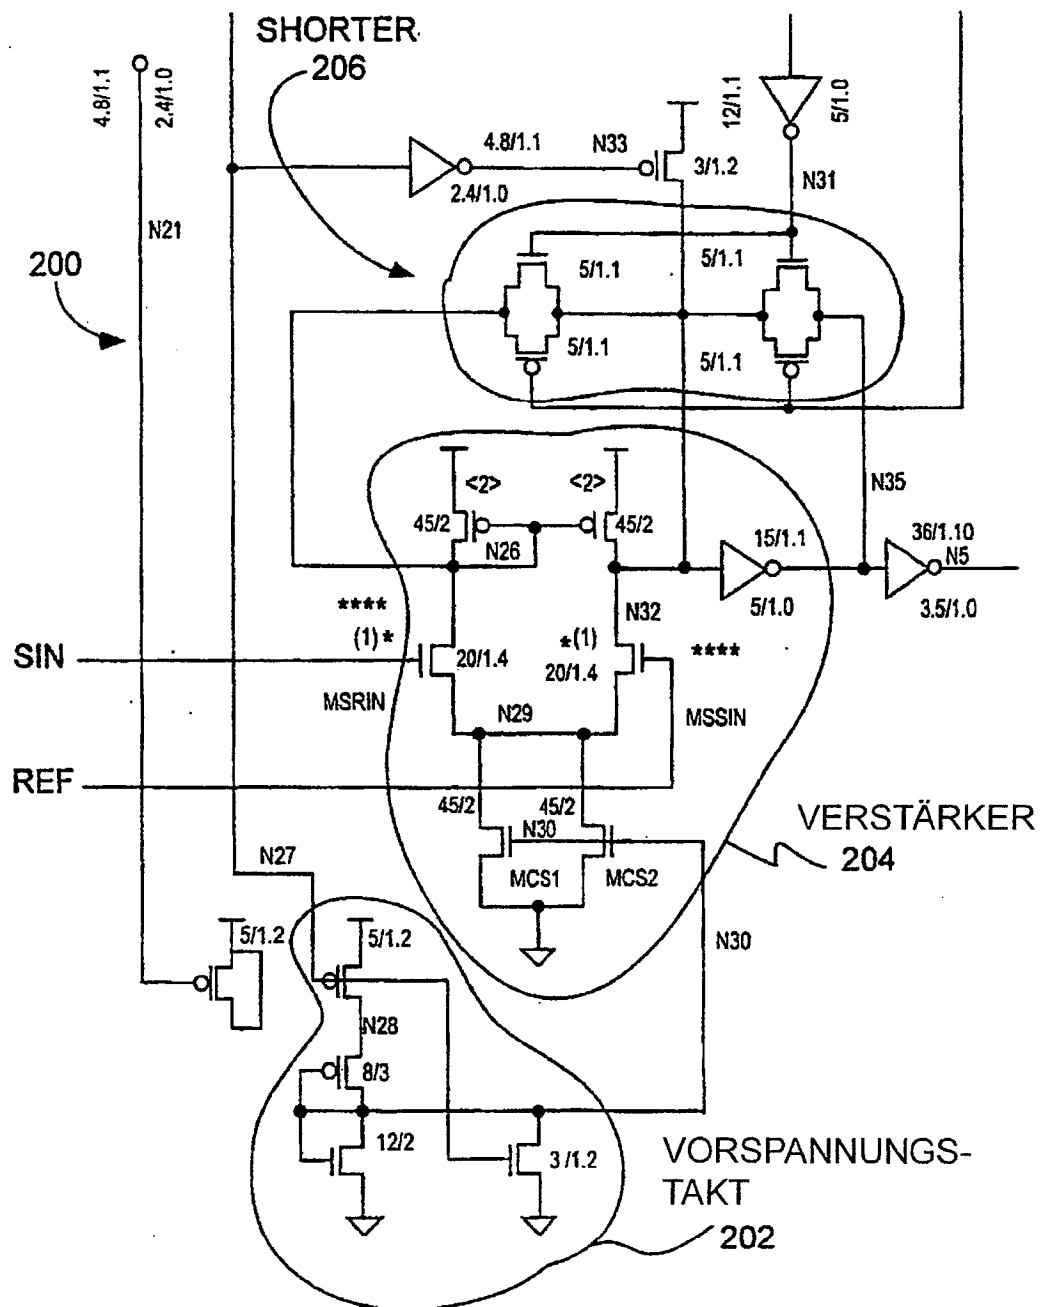 SHORTER
206
4.8/1.1
2.4/1.0
12/1.1
5/1.0
4.8/1.1
N33
2.4/1.0
3/1.2
N31
N21
200
5/1.1
5/1.1
5/1.1
5/1.1
N35
<2>
<2>
45/2
45/2
N26
15/1.1
5/1.0
36/1.10
N5
3.5/1.0
****
(1) *
N32
*(1)
****
SIN
20/1.4
20/1.4
MSRIN
N29
MSSIN
REF
45/2
45/2
N30
VERSTÄRKER
204
N27
MCS1
MCS2
N30
5/1.2
5/1.2
N28
8/3
12/2
3/1.2
VORSPANNUNGS-
TAKT
202